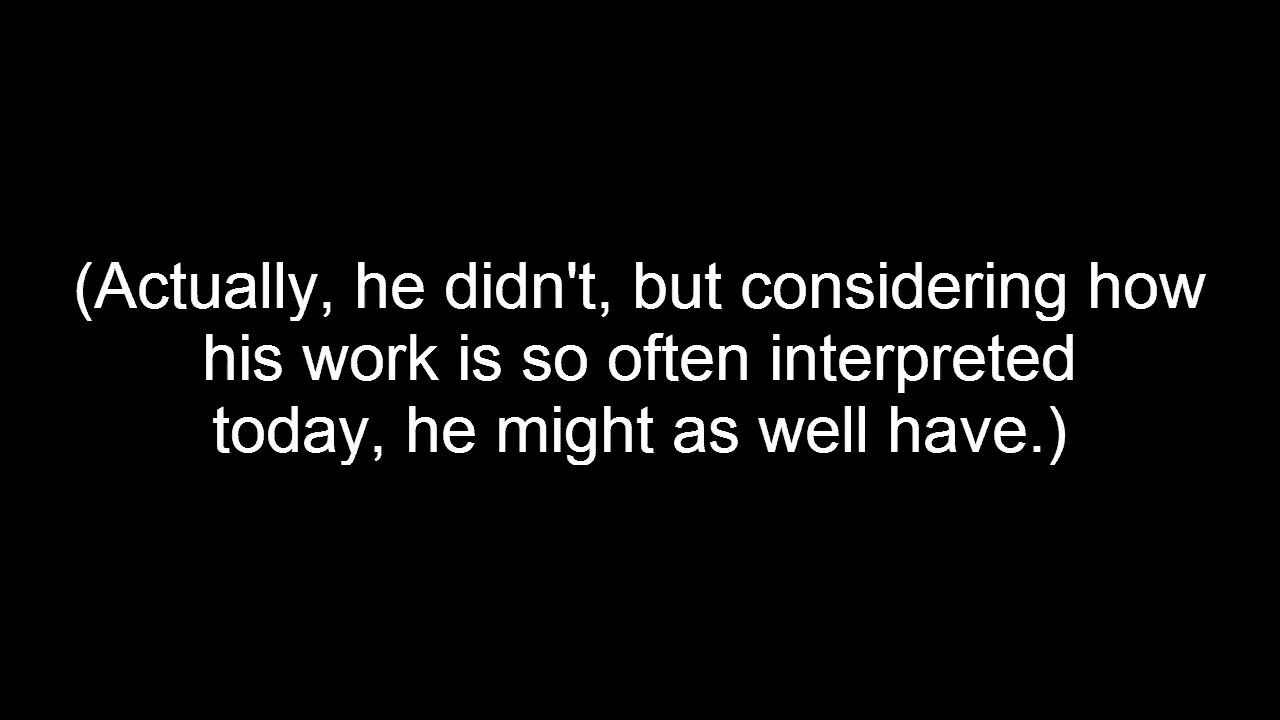 (Actually, he didn't, but considering how
his work is so often interpreted
today, he might as well have.)